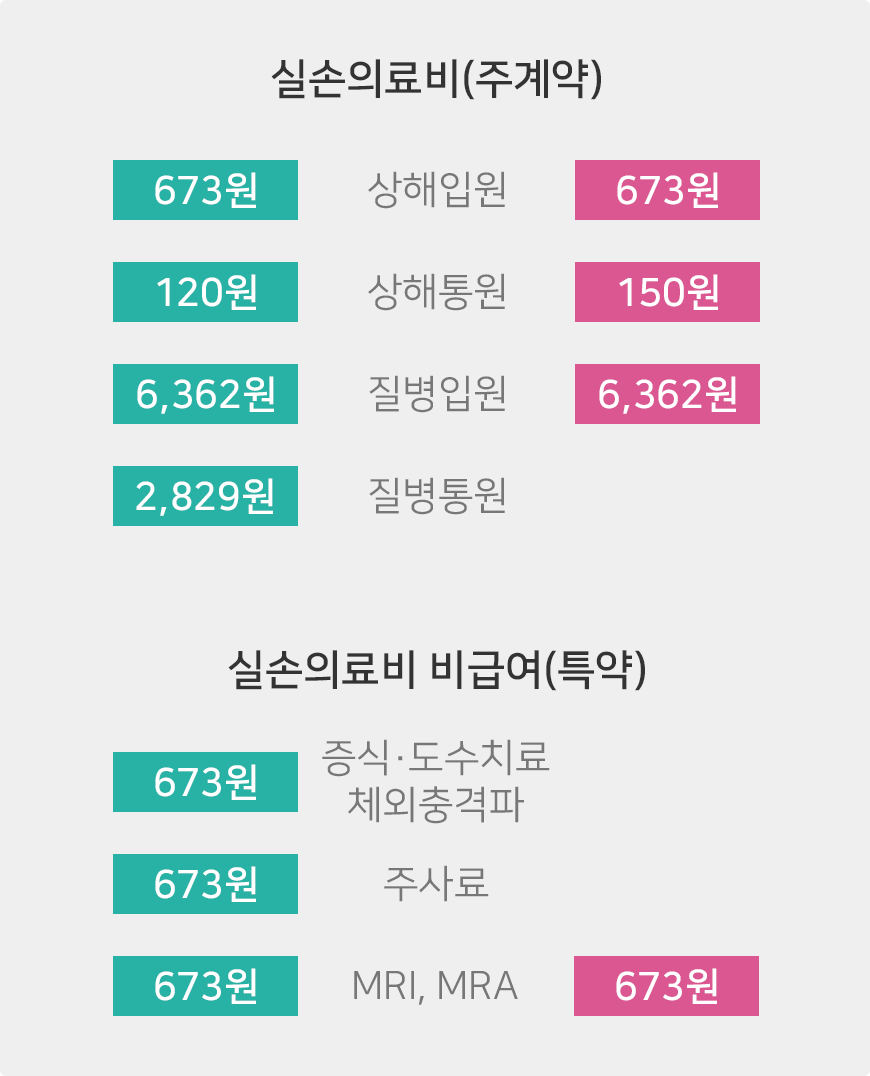 실손의료비(주계약)
673원 상해입원 673원
120원 상해통원 150원
6,362원 질병입원 6,362원
2,829원 질병통원
실손의료비 비급여(특약)
673원 증식·도수치료
체외충격파
673원 주사료
673원 MRI, MRA 673원